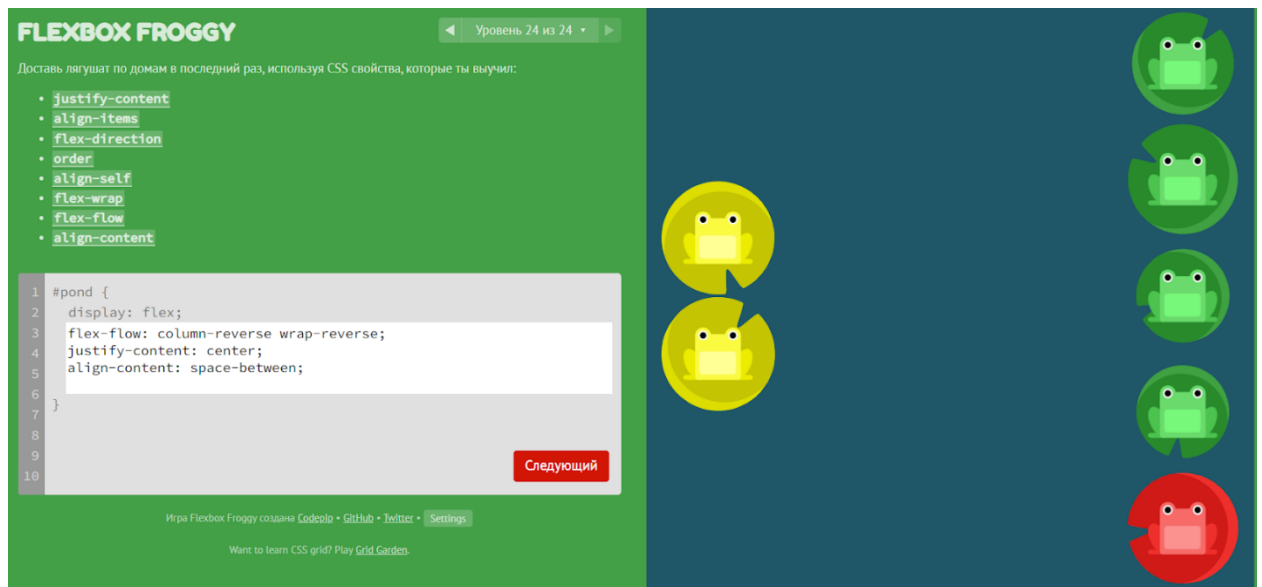 FLEXBOX FROGGY
◀ Уровень 24 из 24 ▾ ▶
Доставь лягушат по домам в последний раз, используя CSS свойства, которые ты выучил:
• justify-content
• align-items
• flex-direction
• order
• align-self
• flex-wrap
• flex-flow
• align-content
1 #pond {
2 display: flex;
3 flex-flow: column-reverse wrap-reverse;
4 justify-content: center;
5 align-content: space-between;
6
7 }
8
9
10
Следующий
Игра Flexbox Froggy создана Codepip • GitHub • Twitter • Settings
Want to learn CSS grid? Play Grid Garden.